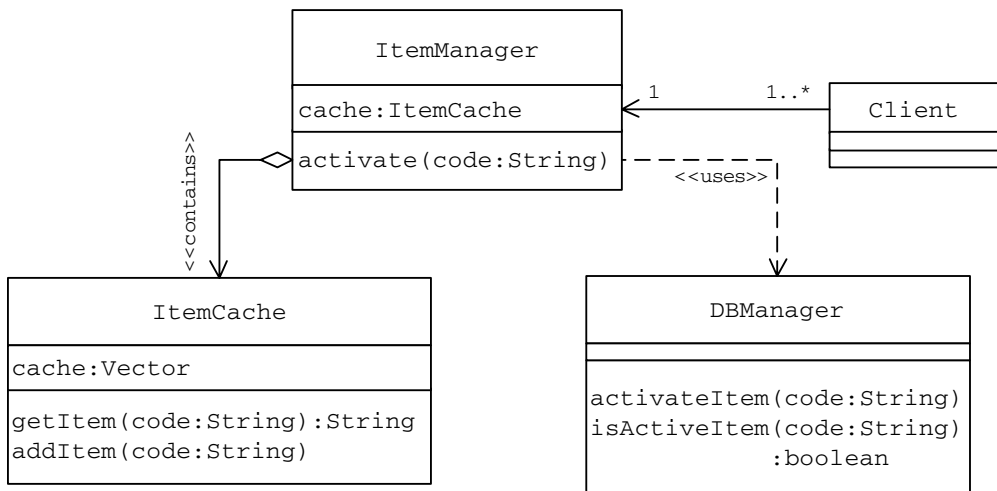 ItemManager
cache:ItemCache
activate(code:String)
1
1..*
Client
<<contains>>
<<uses>>
ItemCache
cache:Vector
getItem(code:String):String
addItem(code:String)
DBManager
activateItem(code:String)
isActiveItem(code:String)
:boolean